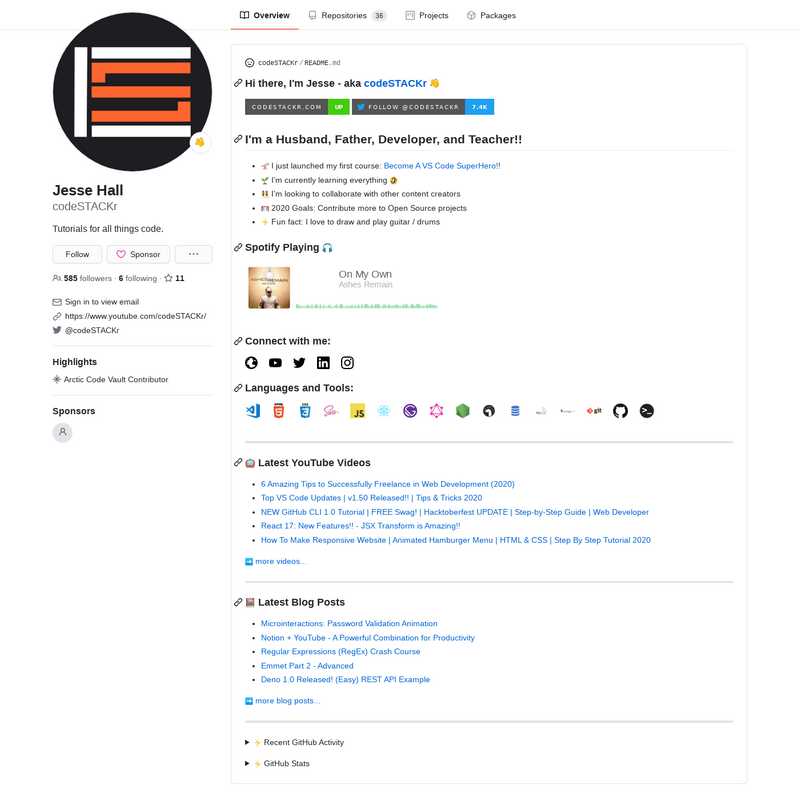 Overview Repositories 36 Projects Packages
Jesse Hall
codeSTACKr
Tutorials for all things code.
Follow Sponsor ...
585 followers · 6 following · 11
Sign in to view email
https://www.youtube.com/codeSTACKr/
@codeSTACKr
Highlights
Arctic Code Vault Contributor
Sponsors
codeSTACKr / README.md
Hi there, I'm Jesse - aka codeSTACKr
CODESTACKR.COM UP FOLLOW @CODESTACKR 7.4K
I'm a Husband, Father, Developer, and Teacher!!
I just launched my first course: Become A VS Code SuperHero!!
I'm currently learning everything
I'm looking to collaborate with other content creators
2020 Goals: Contribute more to Open Source projects
Fun fact: I love to draw and play guitar / drums
Spotify Playing
On My Own
Ashes Remain
Connect with me:
Languages and Tools:
JS
git
Latest YouTube Videos
6 Amazing Tips to Successfully Freelance in Web Development (2020)
Top VS Code Updates | v1.50 Released!! | Tips & Tricks 2020
NEW GitHub CLI 1.0 Tutorial | FREE Swag! | Hacktoberfest UPDATE | Step-by-Step Guide | Web Developer
React 17: New Features!! - JSX Transform is Amazing!!
How To Make Responsive Website | Animated Hamburger Menu | HTML & CSS | Step By Step Tutorial 2020
more videos...
Latest Blog Posts
Microinteractions: Password Validation Animation
Notion + YouTube - A Powerful Combination for Productivity
Regular Expressions (RegEx) Crash Course
Emmet Part 2 - Advanced
Deno 1.0 Released! (Easy) REST API Example
more blog posts...
Recent GitHub Activity
GitHub Stats